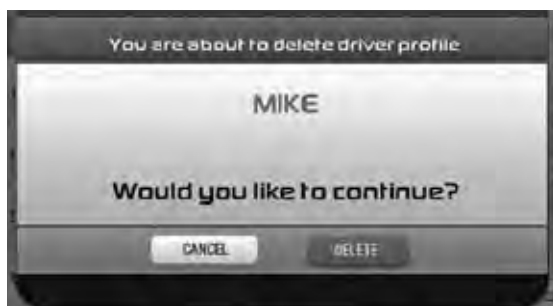 You are about to delete driver profile
MIKE
Would you like to continue?
CANCEL DELETE